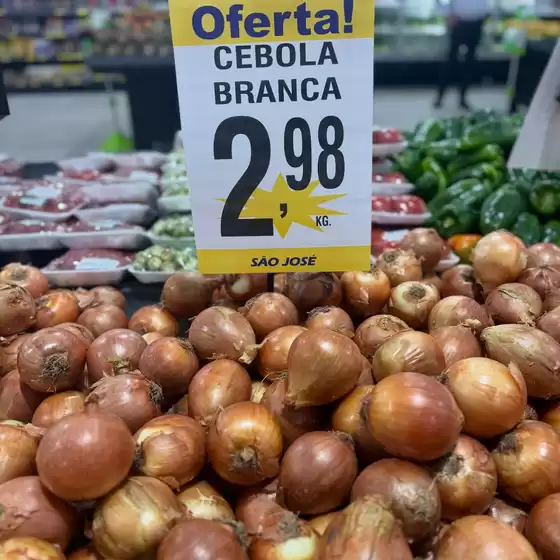 Oferta!
CEBOLA
BRANCA
2,98
KG.
SÃO JOSÉ